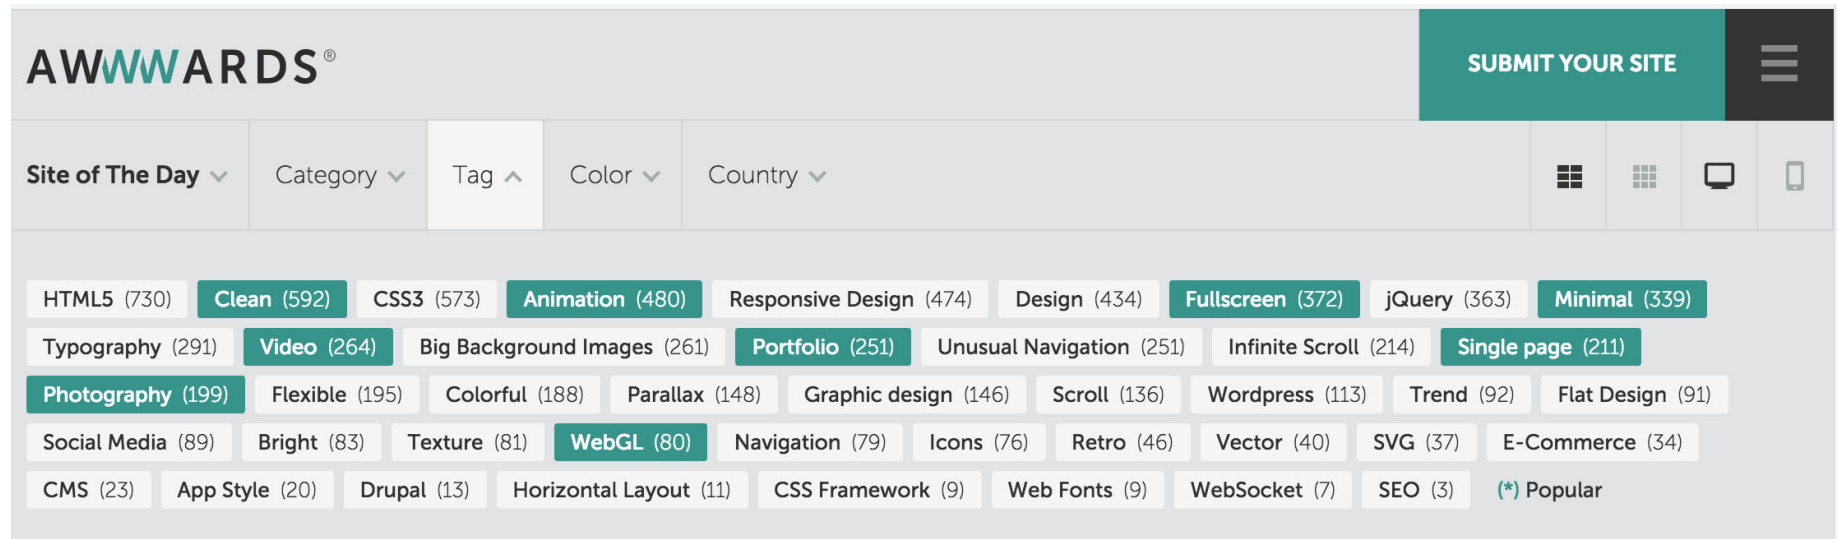 AWWWARDS®
SUBMIT YOUR SITE
Site of The Day Category Tag Color Country
HTML5 (730) Clean (592) CSS3 (573) Animation (480) Responsive Design (474) Design (434) Fullscreen (372) jQuery (363) Minimal (339)
Typography (291) Video (264) Big Background Images (261) Portfolio (251) Unusual Navigation (251) Infinite Scroll (214) Single page (211)
Photography (199) Flexible (195) Colorful (188) Parallax (148) Graphic design (146) Scroll (136) Wordpress (113) Trend (92) Flat Design (91)
Social Media (89) Bright (83) Texture (81) WebGL (80) Navigation (79) Icons (76) Retro (46) Vector (40) SVG (37) E-Commerce (34)
CMS (23) App Style (20) Drupal (13) Horizontal Layout (11) CSS Framework (9) Web Fonts (9) WebSocket (7) SEO (3) (*) Popular